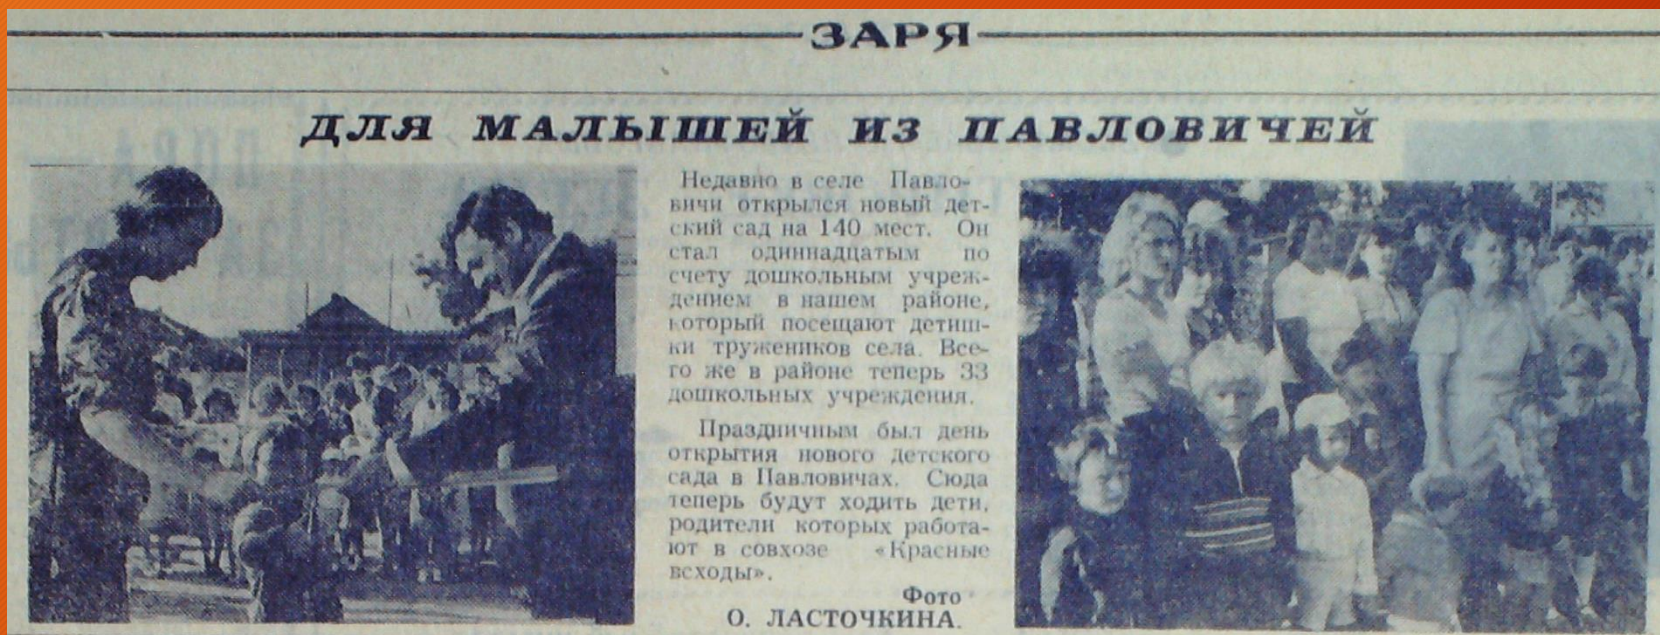 ЗАРЯ
ДЛЯ МАЛЫШЕЙ ИЗ ПАВЛОВИЧЕЙ
Недавно в селе Павло-
вичи открылся новый дет-
ский сад на 140 мест. Он
стал одиннадцатым по
счету дошкольным учреж-
дением в нашем районе,
который посещают детиш-
ки тружеников села. Все-
го же в районе теперь 33
дошкольных учреждения.
Праздничным был день
открытия нового детского
сада в Павловичах. Сюда
теперь будут ходить дети,
родители которых работа-
ют в совхозе «Красные
всходы».
Фото
О. ЛАСТОЧКИНА.